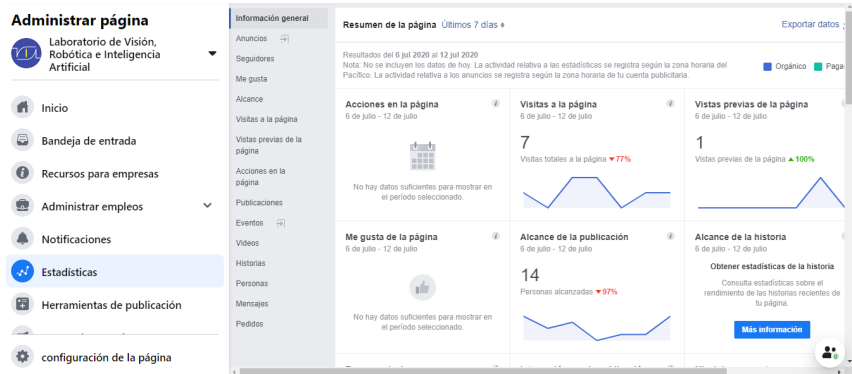 Administrar página
Laboratorio de Visión,
Robótica e Inteligencia
Artificial
Inicio
Bandeja de entrada
Recursos para empresas
Administrar empleos
Notificaciones
Estadísticas
Herramientas de publicación
configuración de la página
Información general
Anuncios
Seguidores
Me gusta
Alcance
Visitas a la página
Vistas previas de la
página
Acciones en la
página
Publicaciones
Eventos
Videos
Historias
Personas
Mensajes
Pedidos
Resumen de la página Últimos 7 días
Exportar datos
Resultados del 6 jul 2020 al 12 jul 2020
Nota: No se incluyen los datos de hoy. La actividad relativa a las estadísticas se registra según la zona horaria del
Pacífico. La actividad relativa a los anuncios se registra según la zona horaria de tu cuenta publicitaria.
Orgánico Paga
Acciones en la página
6 de julio - 12 de julio
No hay datos suficientes para mostrar en
el período seleccionado.
Visitas a la página
6 de julio - 12 de julio
7
Visitas totales a la página ▼77%
Vistas previas de la página
6 de julio - 12 de julio
1
Vistas previas de la página ▲100%
Me gusta de la página
6 de julio - 12 de julio
No hay datos suficientes para mostrar en
el período seleccionado.
Alcance de la publicación
6 de julio - 12 de julio
14
Personas alcanzadas ▼97%
Alcance de la historia
6 de julio - 12 de julio
Obtener estadísticas de la historia
Consulta estadísticas sobre el
rendimiento de las historias recientes de
tu página.
Más información
0